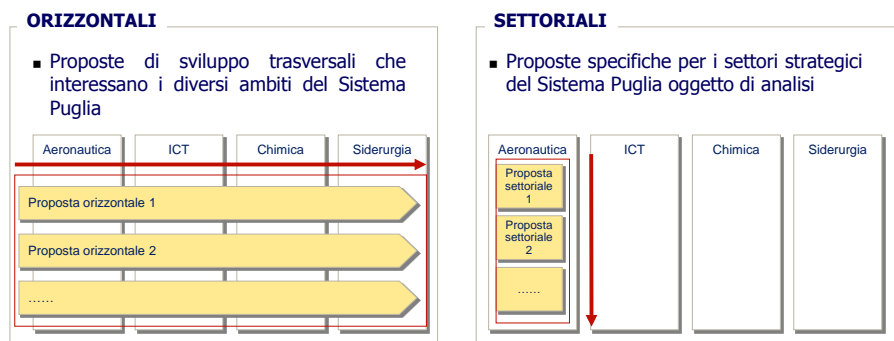 ORIZZONTALI
■ Proposte di sviluppo trasversali che
interessano i diversi ambiti del Sistema
Puglia
Aeronautica ICT Chimica Siderurgia
Proposta orizzontale 1
Proposta orizzontale 2
……
SETTORIALI
■ Proposte specifiche per i settori strategici
del Sistema Puglia oggetto di analisi
Aeronautica ICT Chimica Siderurgia
Proposta
settoriale
1
Proposta
settoriale
2
……